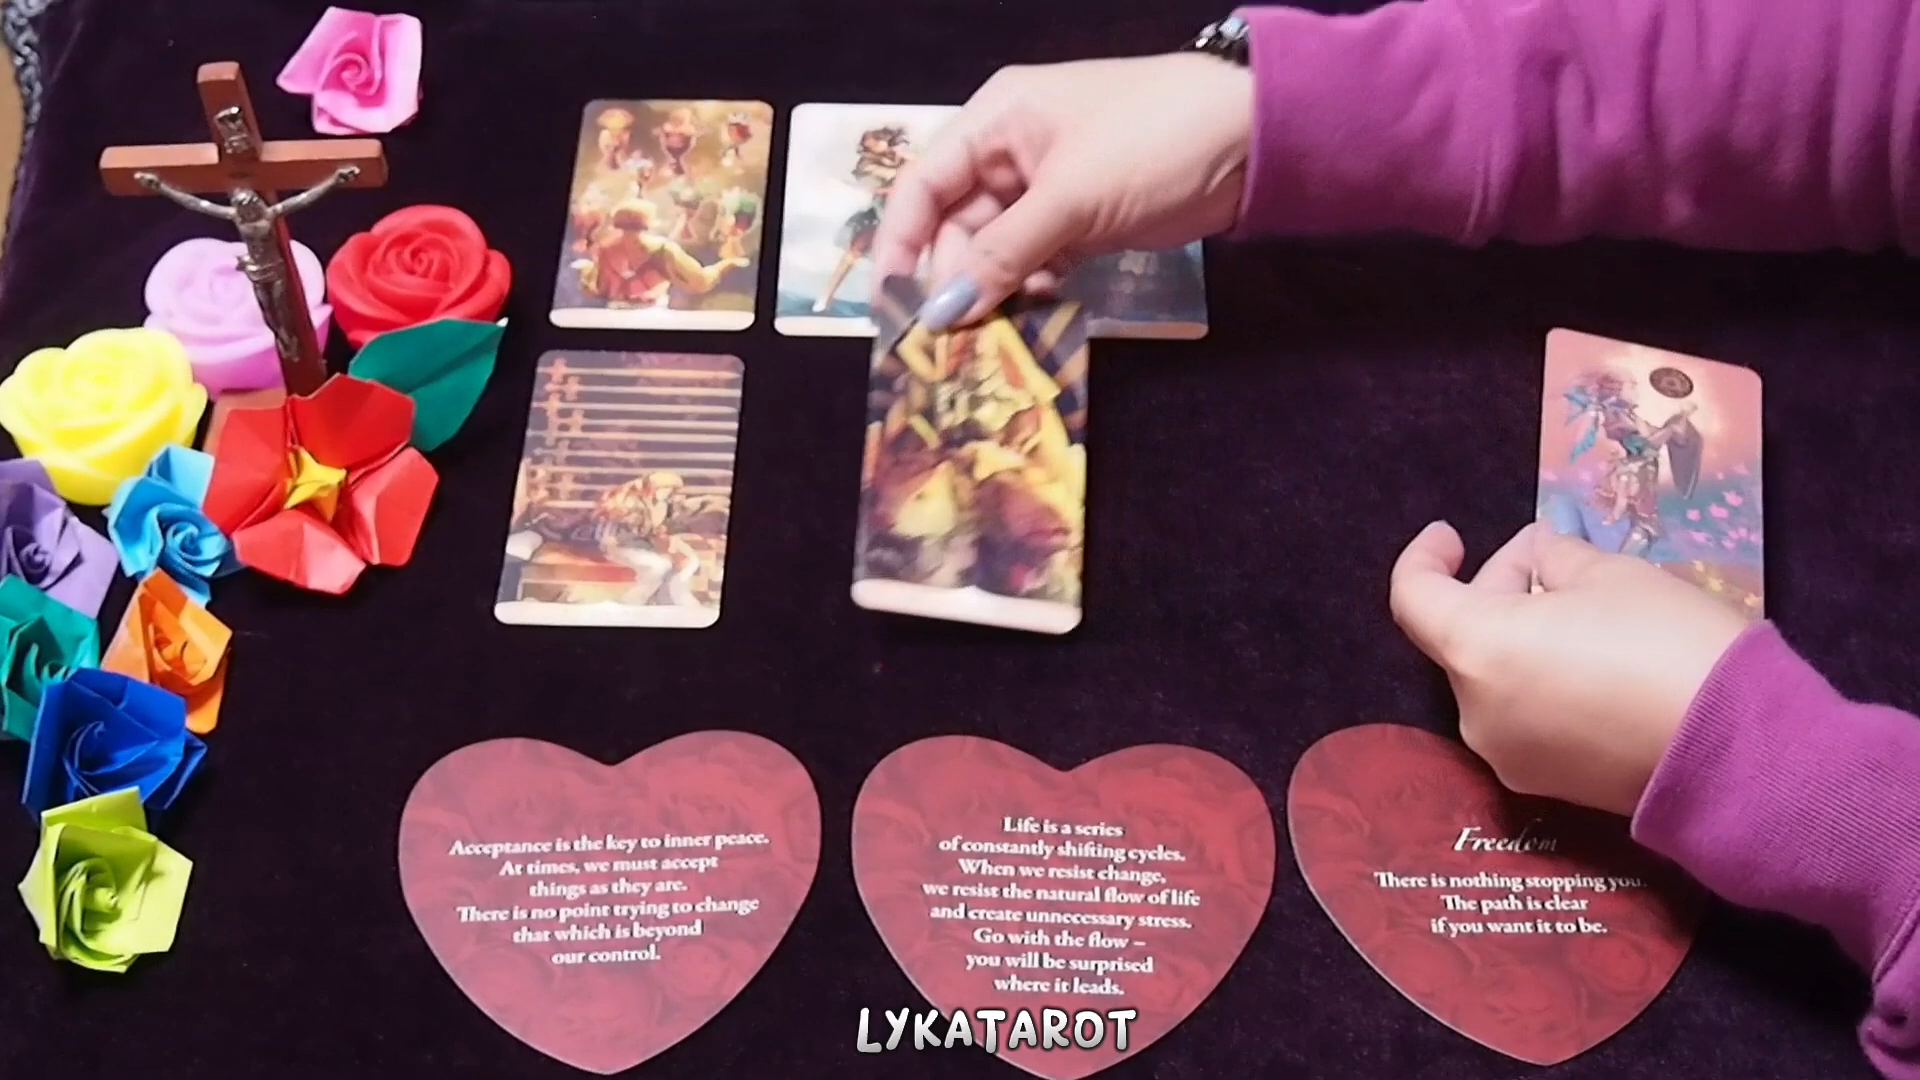 Acceptance is the key to inner peace.
At times, we must accept
things as they are.
There is no point trying to change
that which is beyond
our control.
Life is a series
of constantly shifting cycles.
When we resist change,
we resist the natural flow of life
and create unnecessary stress.
Go with the flow –
you will be surprised
where it leads.
Freedom
There is nothing stopping you.
The path is clear
if you want it to be.
LYKATAROT